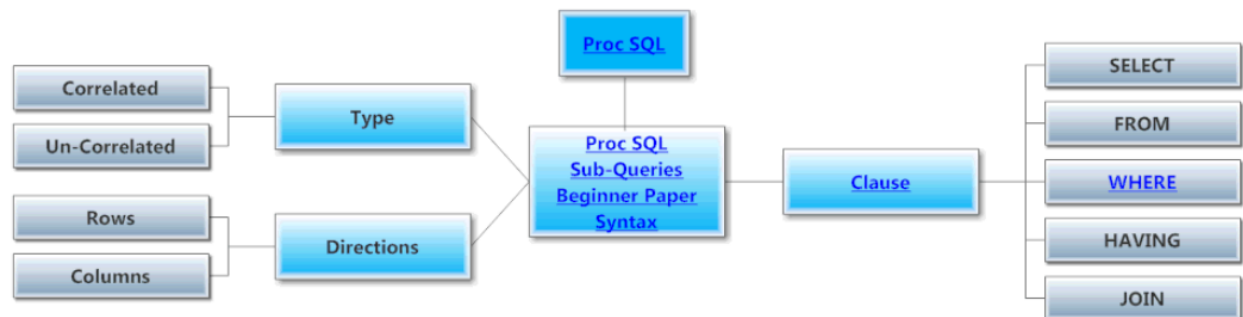 Proc SQL
Correlated
Un-Correlated
Type
Rows
Columns
Directions
Proc SQL
Sub-Queries
Beginner Paper
Syntax
Clause
SELECT
FROM
WHERE
HAVING
JOIN